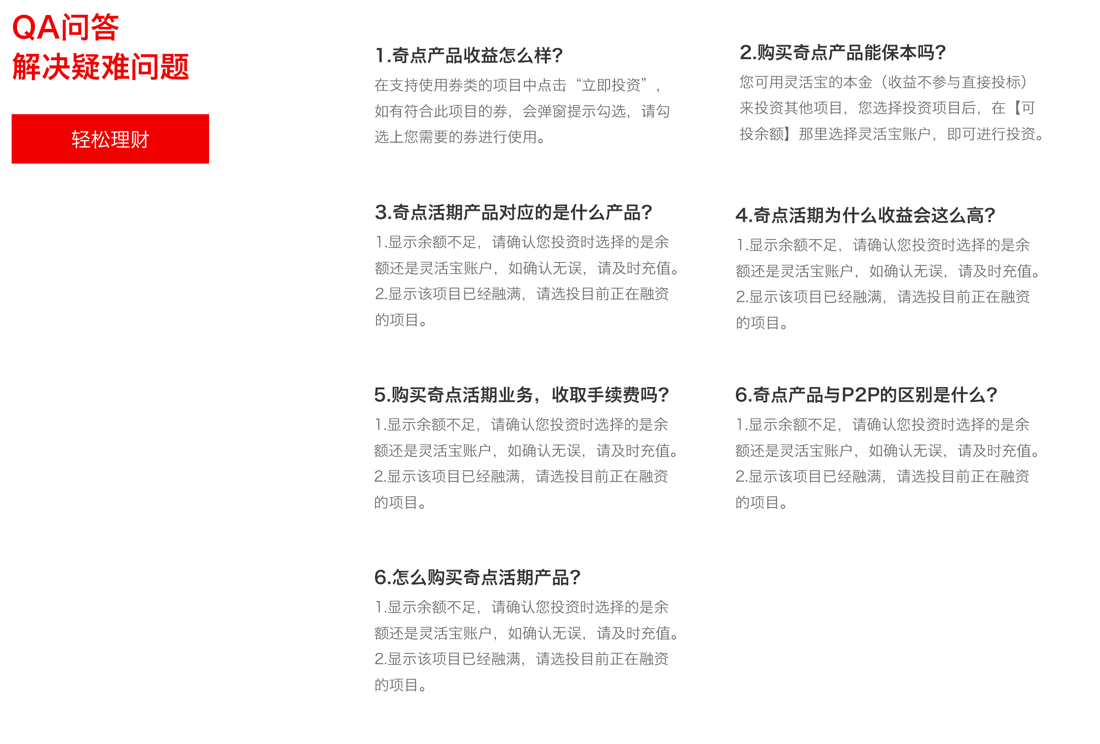 QA问答
解决疑难问题
轻松理财
1.奇点产品收益怎么样?
在支持使用券类的项目中点击“立即投资”，
如有符合此项目的券，会弹窗提示勾选，请勾
选上您需要的券进行使用。
2.购买奇点产品能保本吗?
您可用灵活宝的本金（收益不参与直接投标）
来投资其他项目，您选择投资项目后，在【可
投余额】那里选择灵活宝账户，即可进行投资。
3.奇点活期产品对应的是什么产品?
1.显示余额不足，请确认您投资时选择的是余
额还是灵活宝账户，如确认无误，请及时充值。
2.显示该项目已经融满，请选投目前正在融资
的项目。
4.奇点活期为什么收益会这么高?
1.显示余额不足，请确认您投资时选择的是余
额还是灵活宝账户，如确认无误，请及时充值。
2.显示该项目已经融满，请选投目前正在融资
的项目。
5.购买奇点活期业务，收取手续费吗?
1.显示余额不足，请确认您投资时选择的是余
额还是灵活宝账户，如确认无误，请及时充值。
2.显示该项目已经融满，请选投目前正在融资
的项目。
6.奇点产品与P2P的区别是什么?
1.显示余额不足，请确认您投资时选择的是余
额还是灵活宝账户，如确认无误，请及时充值。
2.显示该项目已经融满，请选投目前正在融资
的项目。
6.怎么购买奇点活期产品?
1.显示余额不足，请确认您投资时选择的是余
额还是灵活宝账户，如确认无误，请及时充值。
2.显示该项目已经融满，请选投目前正在融资
的项目。